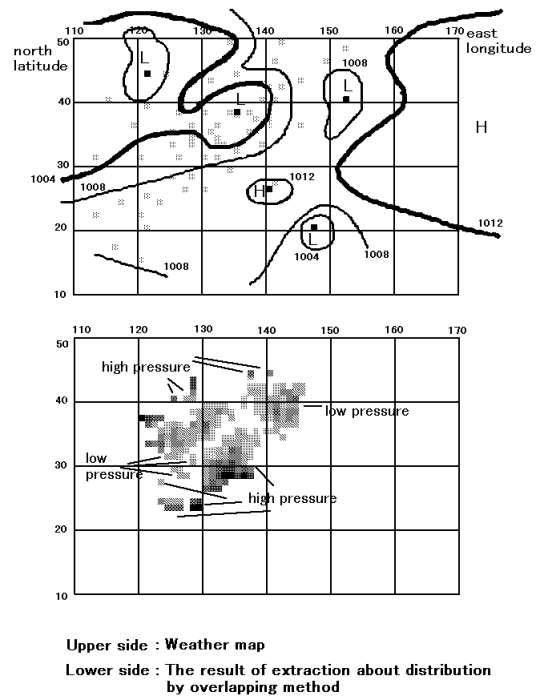 110 120 130 140 150 160 170
50
north
latitude
east
longitude
L
1008
L
40
L
H
30
1004
1008
1012
H
20
1012
L
1004
1008
1008
10
110 120 130 140 150 160 170
50
high pressure
40
low pressure
low
pressure
30
high pressure
20
10
Upper side : Weather map
Lower side : The result of extraction about distribution
by overlapping method